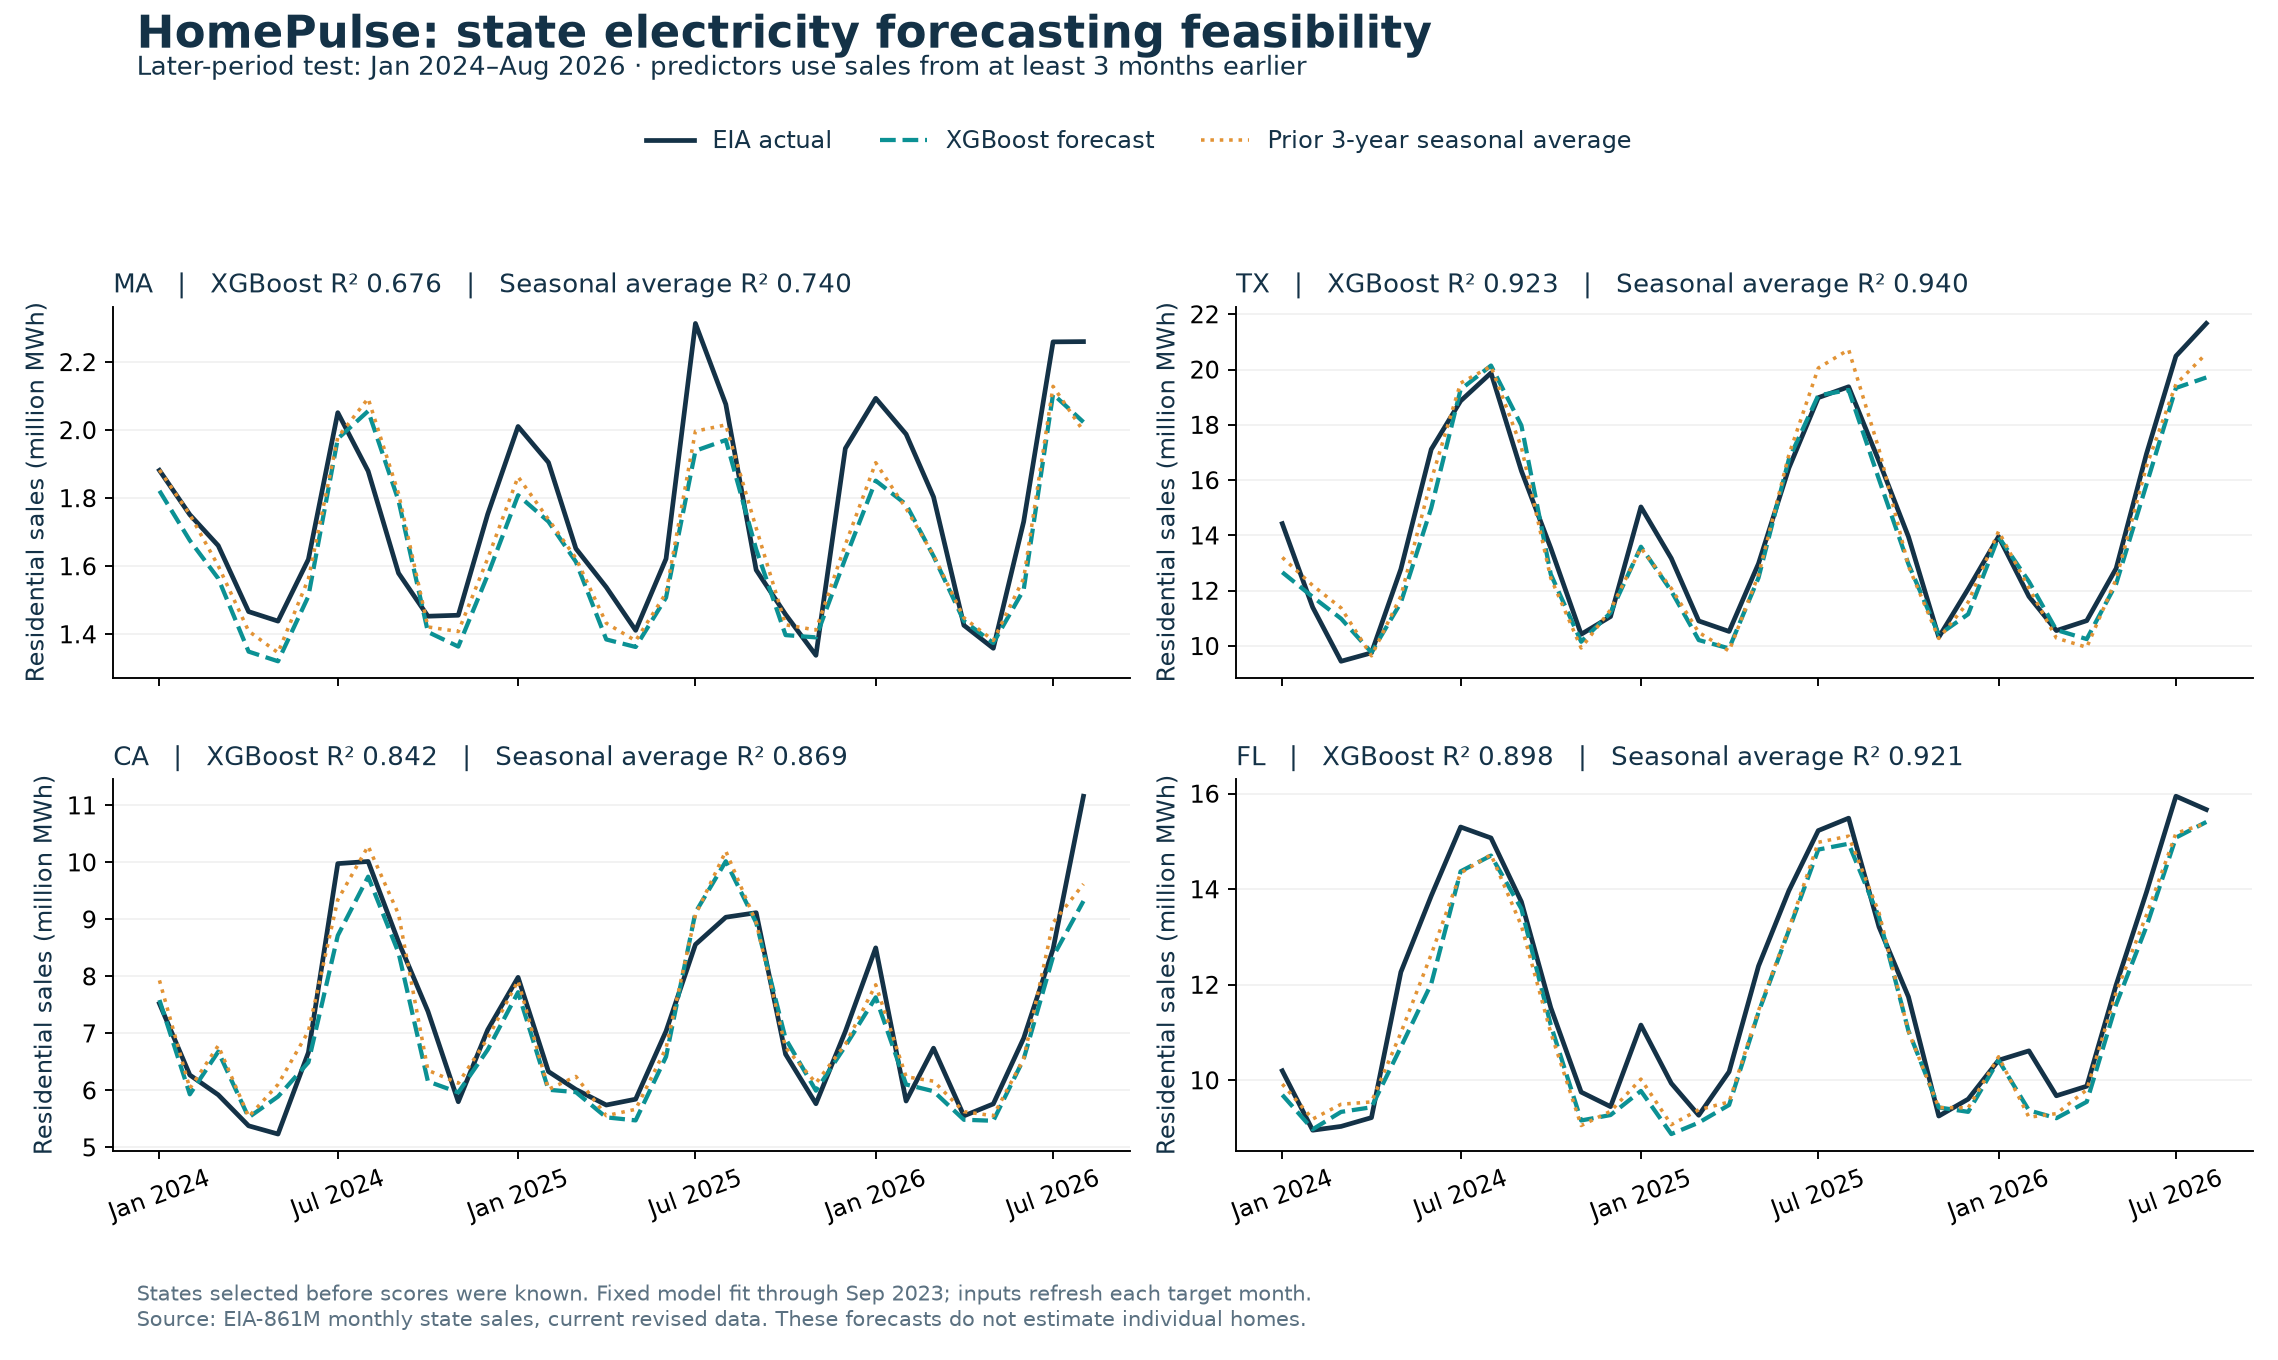 HomePulse: state electricity forecasting feasibility
Later-period test: Jan 2024–Aug 2026 · predictors use sales from at least 3 months earlier
EIA actual
XGBoost forecast
Prior 3-year seasonal average
MA | XGBoost R² 0.676 | Seasonal average R² 0.740
Residential sales (million MWh)
2.2
2.0
1.8
1.6
1.4
TX | XGBoost R² 0.923 | Seasonal average R² 0.940
Residential sales (million MWh)
22
20
18
16
14
12
10
CA | XGBoost R² 0.842 | Seasonal average R² 0.869
Residential sales (million MWh)
11
10
9
8
7
6
5
Jan 2024
Jul 2024
Jan 2025
Jul 2025
Jan 2026
Jul 2026
FL | XGBoost R² 0.898 | Seasonal average R² 0.921
Residential sales (million MWh)
16
14
12
10
Jan 2024
Jul 2024
Jan 2025
Jul 2025
Jan 2026
Jul 2026
States selected before scores were known. Fixed model fit through Sep 2023; inputs refresh each target month.
Source: EIA-861M monthly state sales, current revised data. These forecasts do not estimate individual homes.